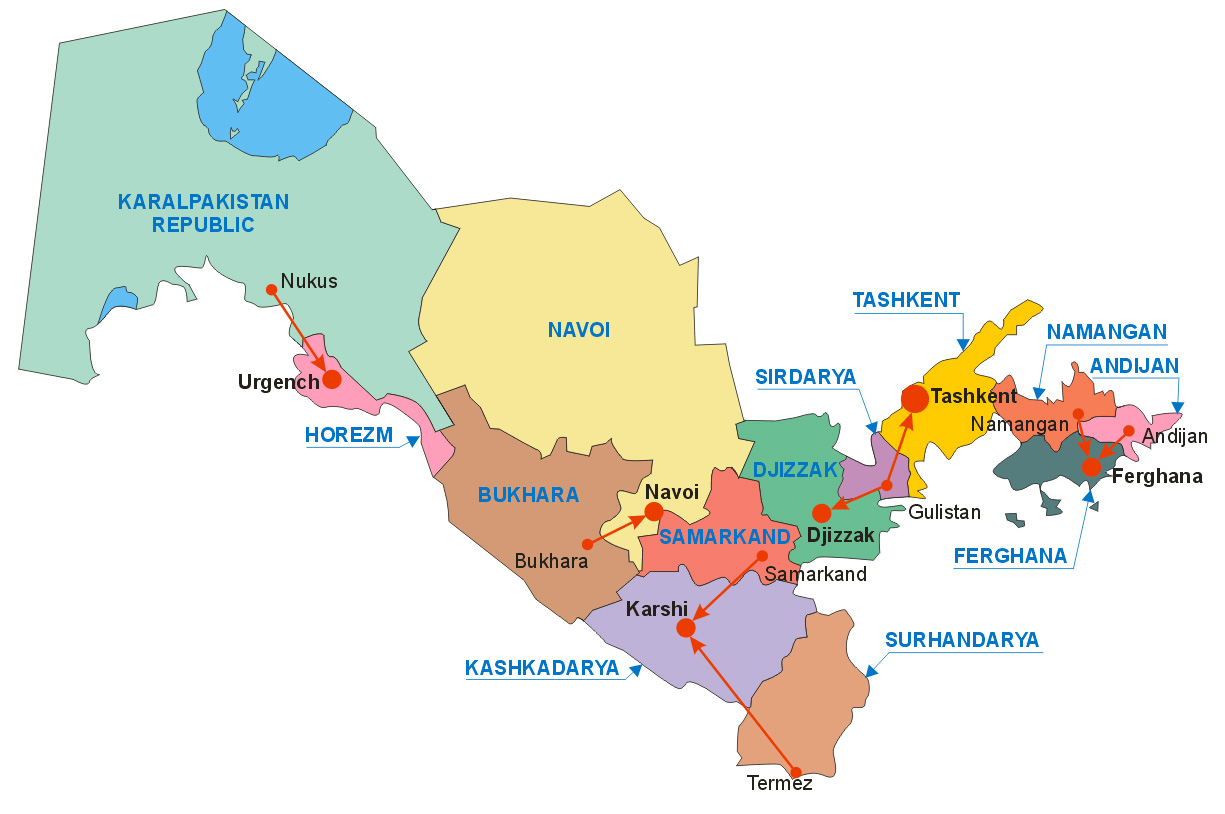 KARALPAKISTAN
REPUBLIC
Nukus
Urgench
HOREZM
NAVOI
TASHKENT
NAMANGAN
ANDIJAN
SIRDARYA
Tashkent
Namangan
Andijan
Ferghana
DJIZZAK
BUKHARA
Navoi
Gulistan
SAMARKAND
Djizzak
Bukhara
Samarkand
FERGHANA
Karshi
KASHKADARYA
SURHANDARYA
Termez